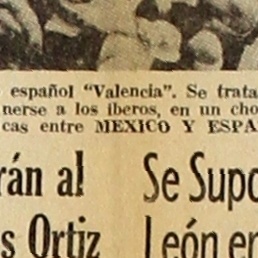 español "Valencia". Se trata
nerse a los iberos, en un cho
cas entre MEXICO Y ESPA
rán al
s Ortiz
Se Supo
León en